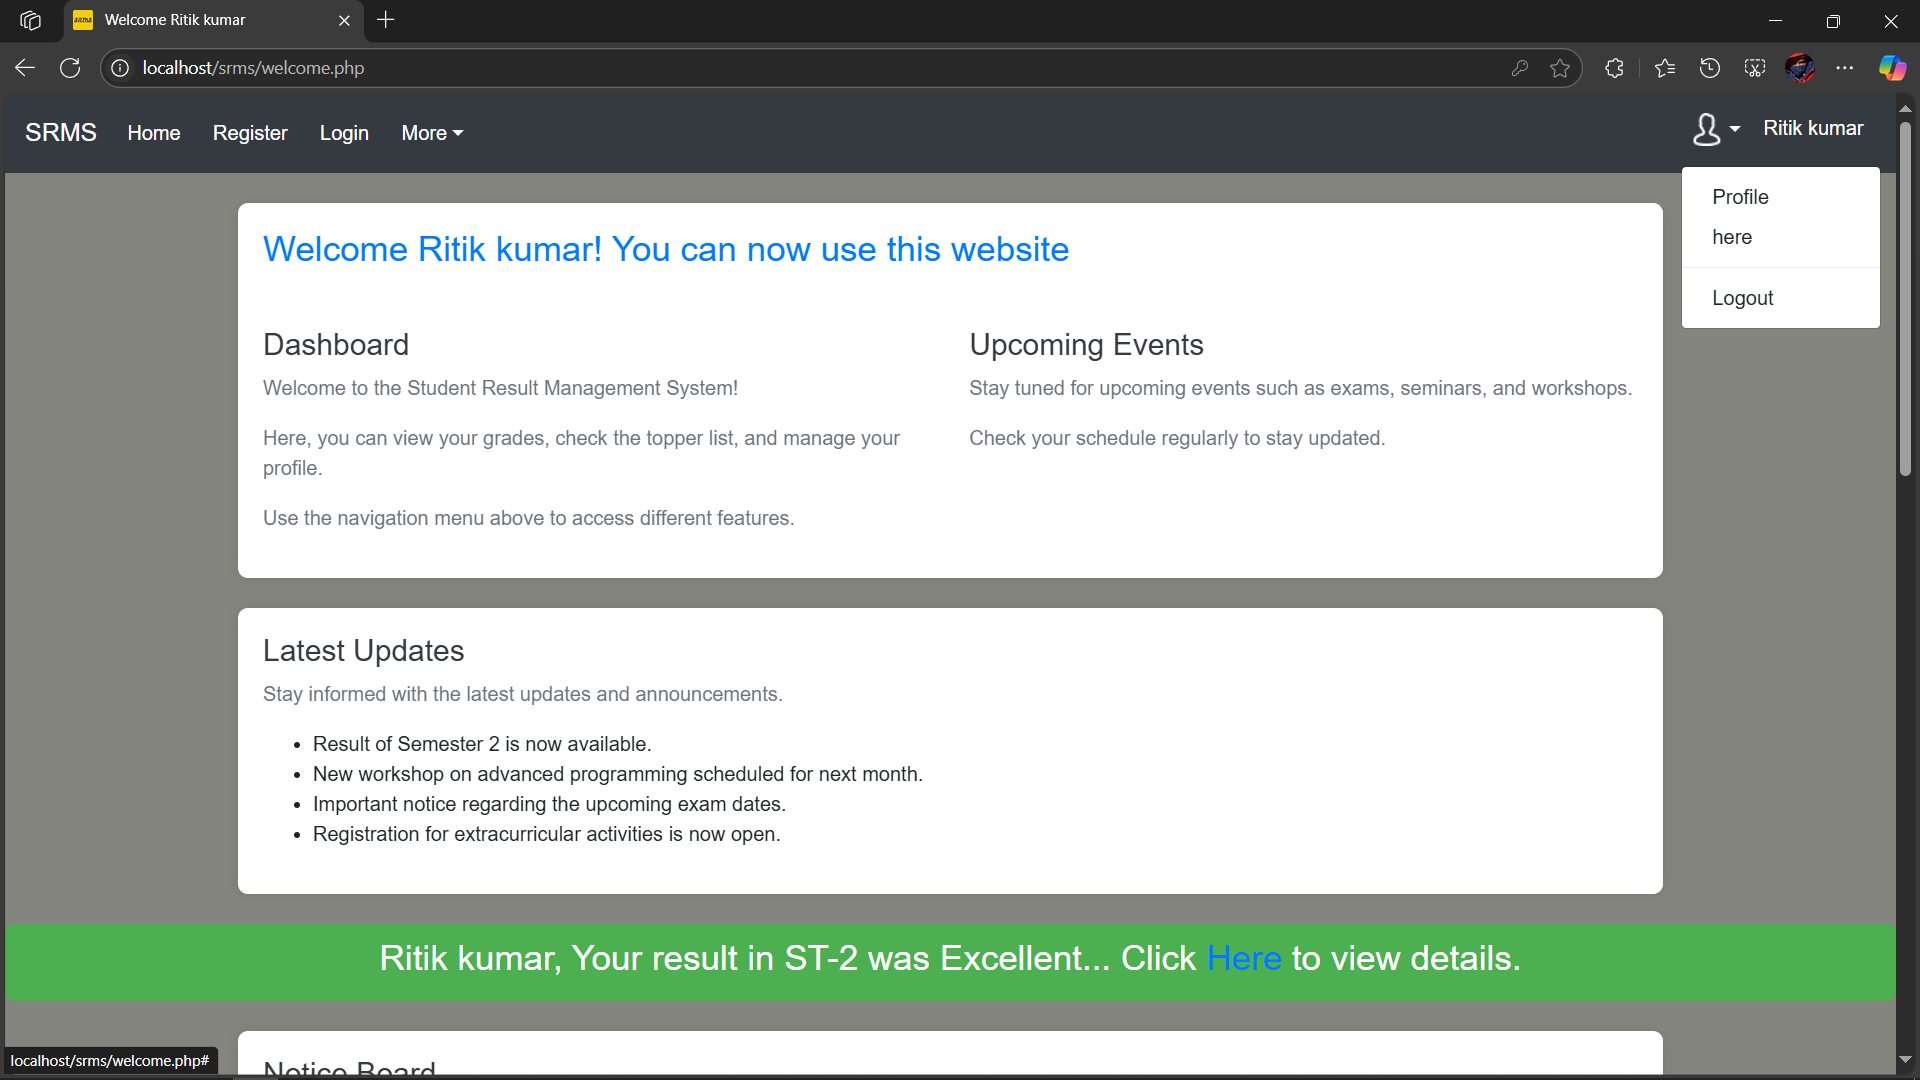 Welcome Ritik kumar
localhost/srms/welcome.php
SRMS Home Register Login More
Ritik kumar
Profile
here
Logout
Welcome Ritik kumar! You can now use this website
Dashboard
Welcome to the Student Result Management System!
Here, you can view your grades, check the topper list, and manage your
profile.
Use the navigation menu above to access different features.
Upcoming Events
Stay tuned for upcoming events such as exams, seminars, and workshops.
Check your schedule regularly to stay updated.
Latest Updates
Stay informed with the latest updates and announcements.
Result of Semester 2 is now available.
New workshop on advanced programming scheduled for next month.
Important notice regarding the upcoming exam dates.
Registration for extracurricular activities is now open.
Ritik kumar, Your result in ST-2 was Excellent... Click Here to view details.
Notice Board
localhost/srms/welcome.php#